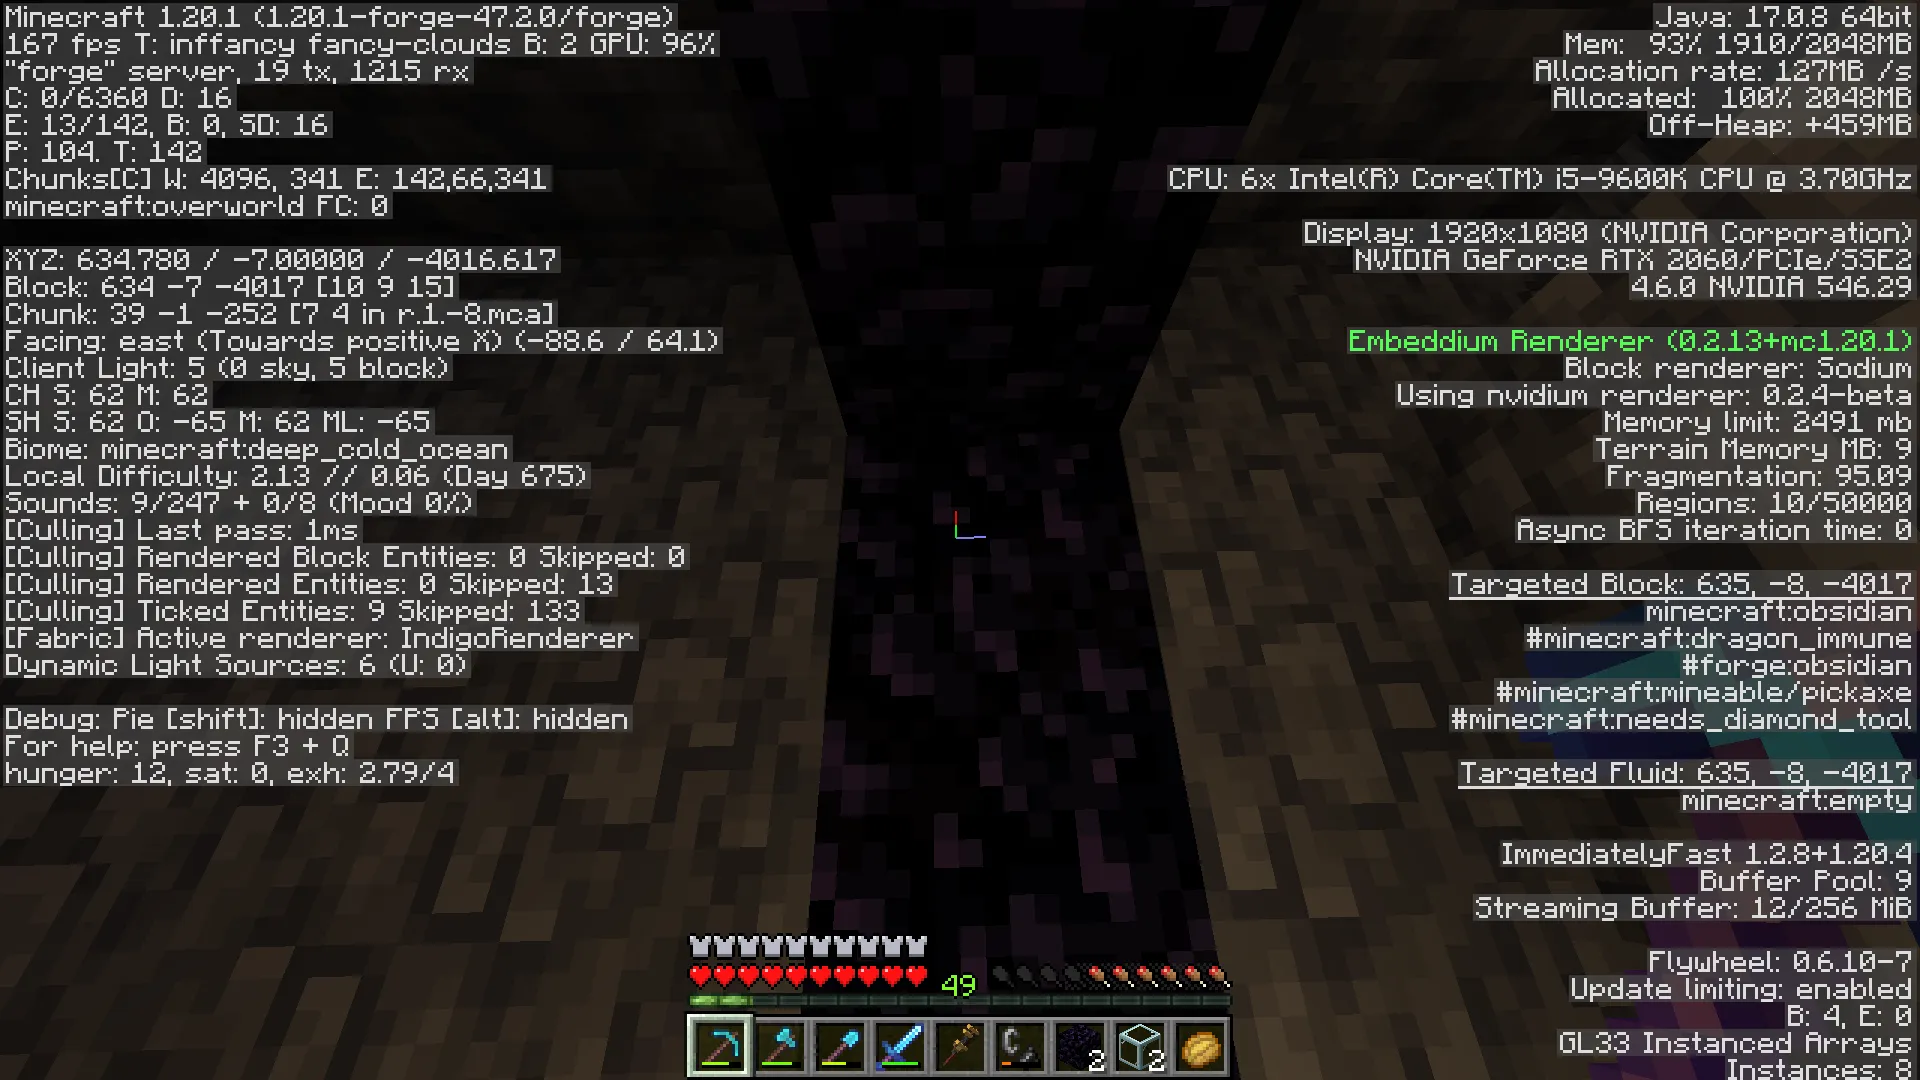 Minecraft 1.20.1 (1.20.1-forge-47.2.0/forge)
167 fps T: inffancy fancy-clouds B: 2 GPU: 96%
"forge" server, 19 tx, 1215 rx
C: 0/6360 D: 16
E: 13/142, B: 0, SD: 16
P: 104. T: 142
Chunks[C] W: 4096, 341 E: 142,66,341
minecraft:overworld FC: 0
XYZ: 634.780 / -7.00000 / -4016.617
Block: 634 -7 -4017 [10 9 15]
Chunk: 39 -1 -252 [7 4 in r.1.-8.mca]
Facing: east (Towards positive X) (-88.6 / 64.1)
Client Light: 5 (0 sky, 5 block)
CH S: 62 M: 62
SH S: 62 O: -65 M: 62 ML: -65
Biome: minecraft:deep_cold_ocean
Local Difficulty: 2.13 // 0.06 (Day 675)
Sounds: 9/247 + 0/8 (Mood 0%)
[Culling] Last pass: 1ms
[Culling] Rendered Block Entities: 0 Skipped: 0
[Culling] Rendered Entities: 0 Skipped: 13
[Culling] Ticked Entities: 9 Skipped: 133
[Fabric] Active renderer: IndigoRenderer
Dynamic Light Sources: 6 (U: 0)
Debug: Pie [shift]: hidden FPS [alt]: hidden
For help: press F3 + Q
hunger: 12, sat: 0, exh: 2.79/4
Java: 17.0.8 64bit
Mem: 93% 1910/2048MB
Allocation rate: 127MB /s
Allocated: 100% 2048MB
Off-Heap: +459MB
CPU: 6x Intel(R) Core(TM) i5-9600K CPU @ 3.70GHz
Display: 1920x1080 (NVIDIA Corporation)
NVIDIA GeForce RTX 2060/PCIe/SSE2
4.6.0 NVIDIA 546.29
Embeddium Renderer (0.2.13+mc1.20.1)
Block renderer: Sodium
Using nvidium renderer: 0.2.4-beta
Memory limit: 2491 mb
Terrain Memory MB: 9
Fragmentation: 95.09
Regions: 10/50000
Async BFS iteration time: 0
Targeted Block: 635, -8, -4017
minecraft:obsidian
#minecraft:dragon_immune
#forge:obsidian
#minecraft:mineable/pickaxe
#minecraft:needs_diamond_tool
Targeted Fluid: 635, -8, -4017
minecraft:empty
ImmediatelyFast 1.2.8+1.20.4
Buffer Pool: 9
Streaming Buffer: 12/256 MiB
Flywheel: 0.6.10-7
Update limiting: enabled
B: 4, E: 0
GL33 Instanced Arrays
Instances: 8
49
2
2